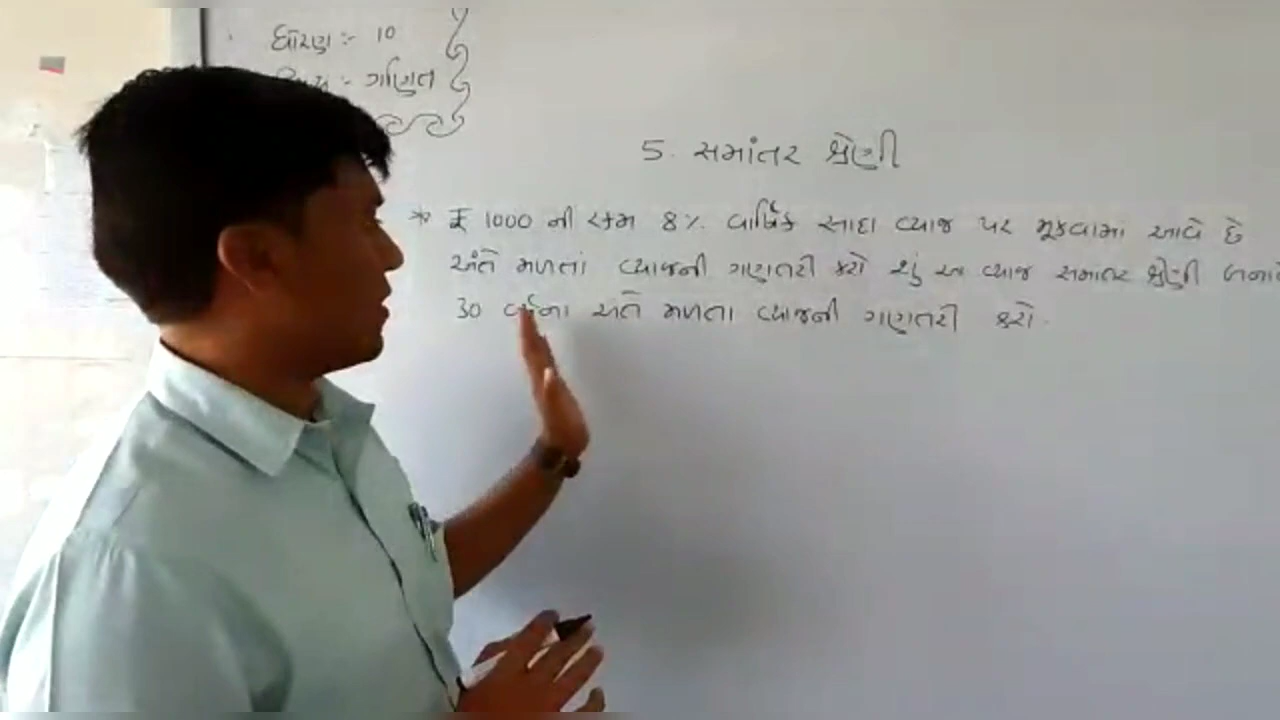 ધોરણ :- 10
:- ગણિત
5. સમાંતર શ્રેણી
* ₹ 1000 ની રકમ 8% વાર્ષિક સાદા વ્યાજ પર મૂકવામાં આવે છે
અંતે મળતાં વ્યાજની ગણતરી કરો શું આ વ્યાજ સમાંતર શ્રેણી
30 વર્ષના અંતે મળતા વ્યાજની ગણતરી કરો.